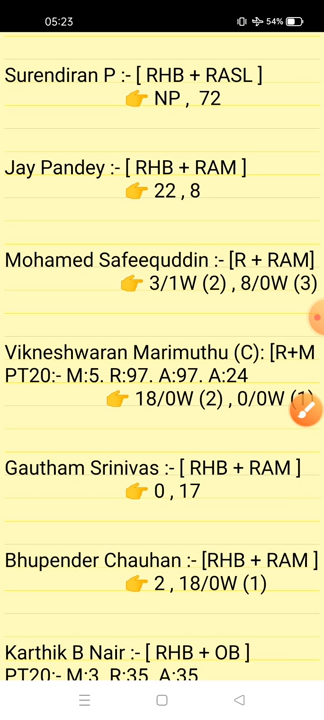 05:23
54%
Surendiran P :- [ RHB + RASL ]
👉 NP , 72
Jay Pandey :- [ RHB + RAM ]
👉 22 , 8
Mohamed Safeequddin :- [R + RAM]
👉 3/1W (2) , 8/0W (3)
Vikneshwaran Marimuthu (C): [R+M
PT20:- M:5, R:97, A:97, A:24
👉 18/0W (2) , 0/0W (1)
Gautham Srinivas :- [ RHB + RAM ]
👉 0 , 17
Bhupender Chauhan :- [RHB + RAM ]
👉 2 , 18/0W (1)
Karthik B Nair :- [ RHB + OB ]
PT20:- M:3, R:35, A:35